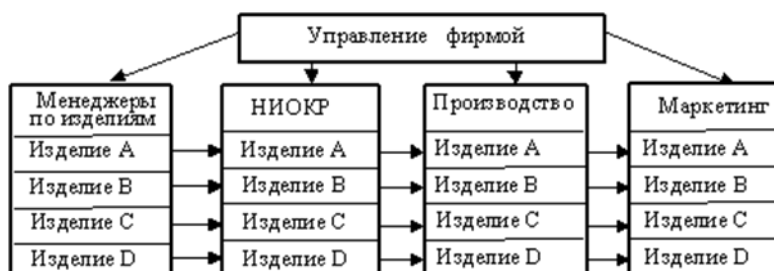 Управление фирмой
Менеджеры
по изделиям
НИОКР
Производство
Маркетинг
Изделие A
Изделие A
Изделие A
Изделие A
Изделие B
Изделие B
Изделие B
Изделие B
Изделие C
Изделие C
Изделие C
Изделие C
Изделие D
Изделие D
Изделие D
Изделие D